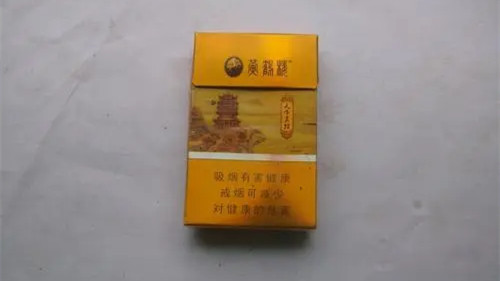 黄鹤楼
吸烟有害健康
戒烟可减少
对健康的危害